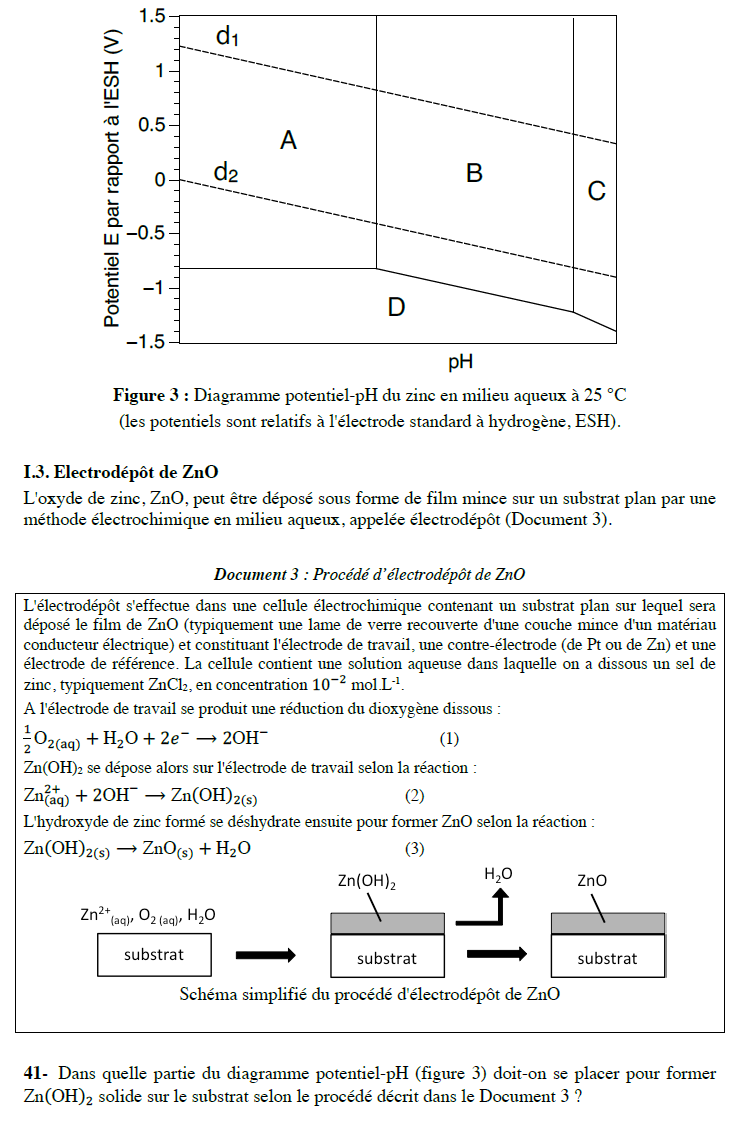 1.5
1
0.5
0
−0.5
−1
−1.5
Potentiel E par rapport à l'ESH (V)
d1
A
d2
B
C
D
pH
Figure 3 : Diagramme potentiel-pH du zinc en milieu aqueux à 25 °C
(les potentiels sont relatifs à l'électrode standard à hydrogène, ESH).
I.3. Electrodépôt de ZnO
L'oxyde de zinc, ZnO, peut être déposé sous forme de film mince sur un substrat plan par une
méthode électrochimique en milieu aqueux, appelée électrodépôt (Document 3).
Document 3 : Procédé d'électrodépôt de ZnO
L'électrodépôt s'effectue dans une cellule électrochimique contenant un substrat plan sur lequel sera
déposé le film de ZnO (typiquement une lame de verre recouverte d'une couche mince d'un matériau
conducteur électrique) et constituant l'électrode de travail, une contre-électrode (de Pt ou de Zn) et une
électrode de référence. La cellule contient une solution aqueuse dans laquelle on a dissous un sel de
zinc, typiquement ZnCl₂, en concentration 10⁻² mol.L⁻¹.
A l'électrode de travail se produit une réduction du dioxygène dissous :
½O₂₍aq₎ + H₂O + 2e⁻ ⟶ 2OH⁻ (1)
Zn(OH)₂ se dépose alors sur l'électrode de travail selon la réaction :
Zn²⁺(aq) + 2OH⁻ ⟶ Zn(OH)₂(s) (2)
L'hydroxyde de zinc formé se déshydrate ensuite pour former ZnO selon la réaction :
Zn(OH)₂(s) ⟶ ZnO(s) + H₂O (3)
Zn²⁺(aq), O₂ (aq), H₂O
substrat
Zn(OH)₂
substrat
H₂O
ZnO
substrat
Schéma simplifié du procédé d'électrodépôt de ZnO
41- Dans quelle partie du diagramme potentiel-pH (figure 3) doit-on se placer pour former
Zn(OH)₂ solide sur le substrat selon le procédé décrit dans le Document 3 ?